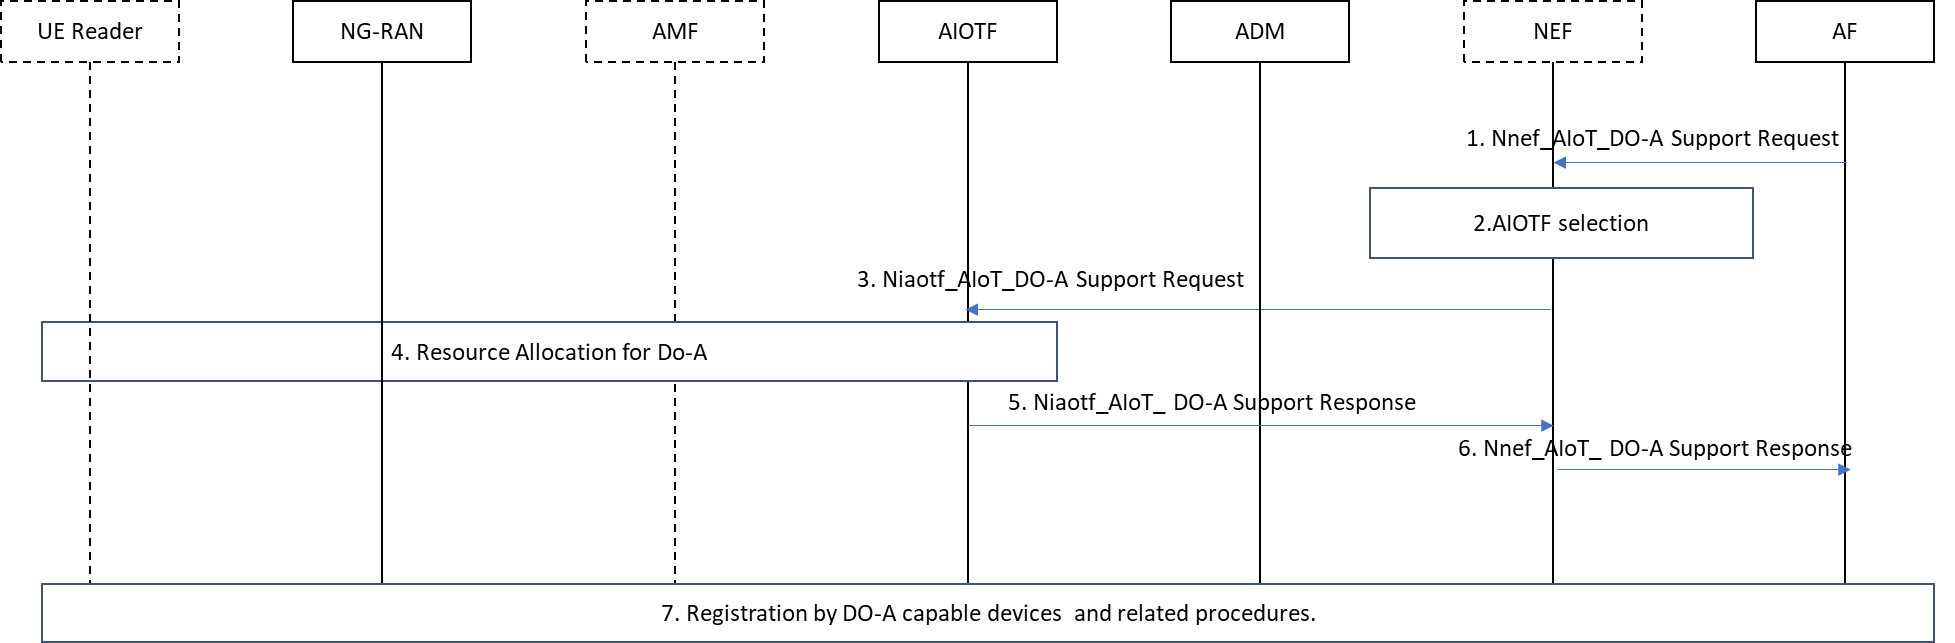 UE Reader
NG-RAN
AMF
AIOTF
ADM
NEF
AF
1. Nnef_AIoT_DO-A Support Request
2.AIOTF selection
3. Niaotf_AIoT_DO-A Support Request
4. Resource Allocation for Do-A
5. Niaotf_AIoT_ DO-A Support Response
6. Nnef_AIoT_ DO-A Support Response
7. Registration by DO-A capable devices  and related procedures.